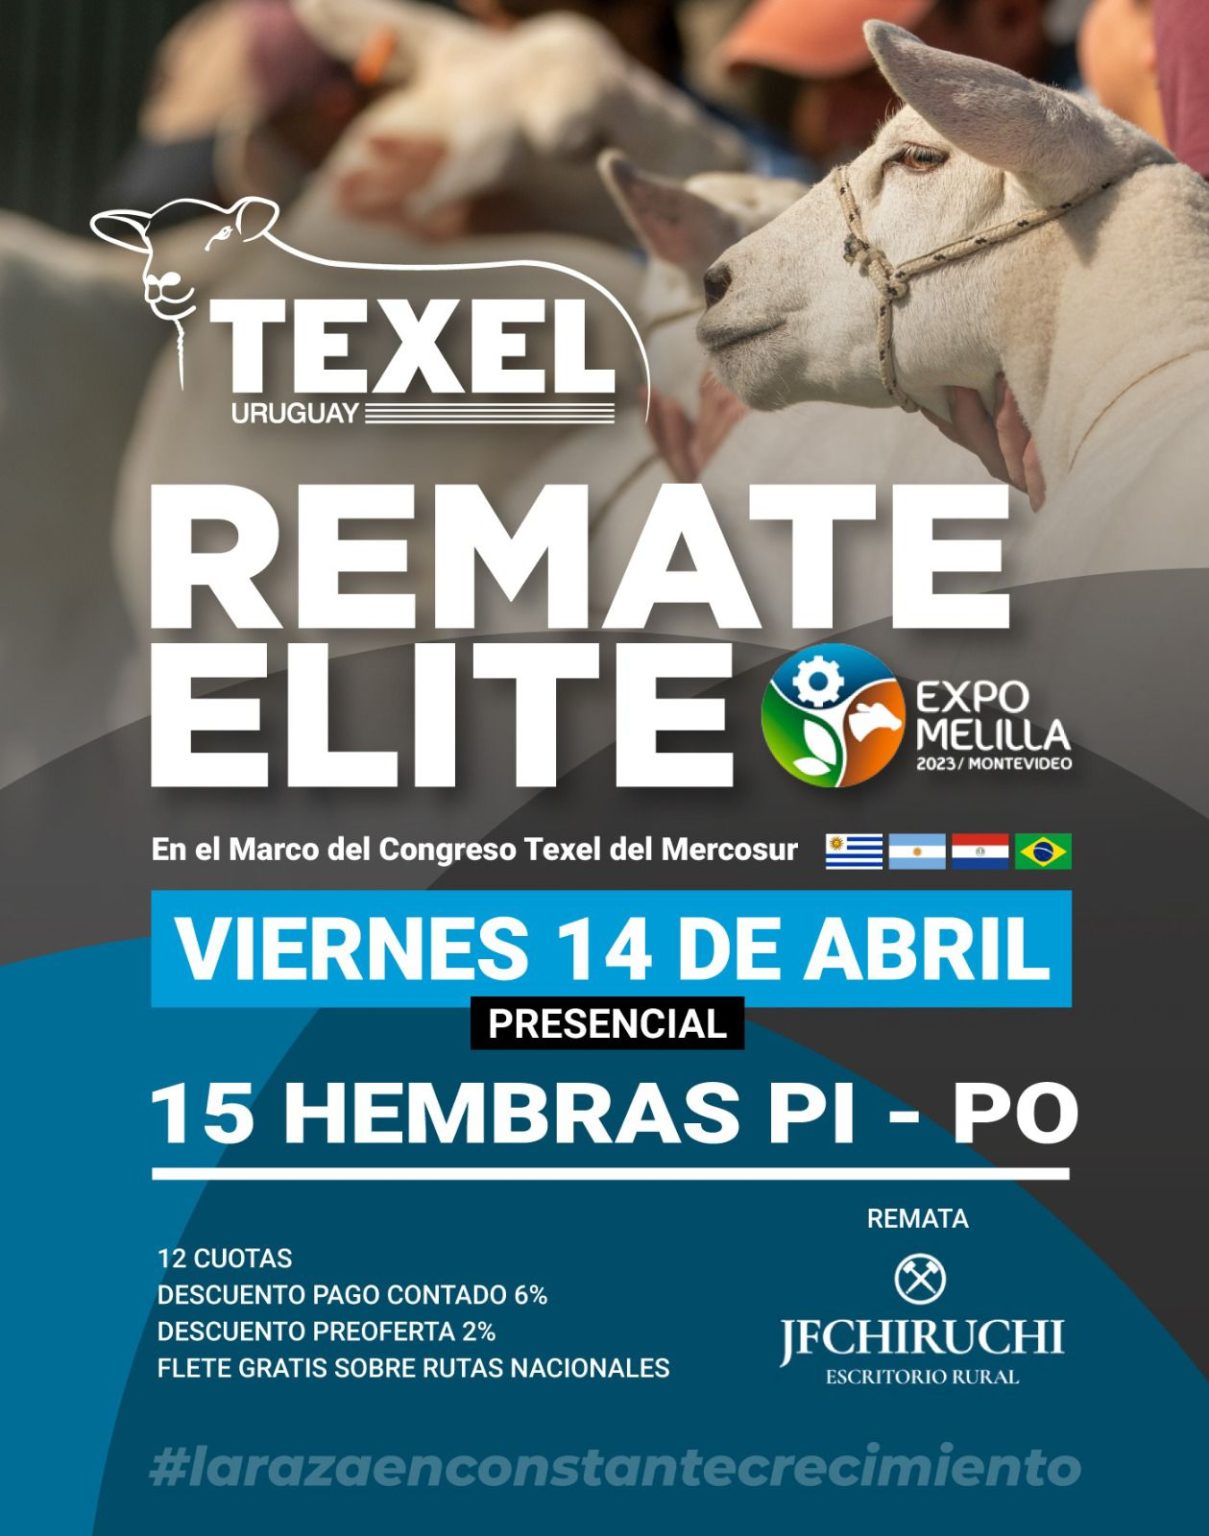 TEXEL
URUGUAY
REMATE
ELITE
EXPO
MELILLA
2023/ MONTEVIDEO
En el Marco del Congreso Texel del Mercosur
VIERNES 14 DE ABRIL
PRESENCIAL
15 HEMBRAS PI - PO
12 CUOTAS
DESCUENTO PAGO CONTADO 6%
DESCUENTO PREOFERTA 2%
FLETE GRATIS SOBRE RUTAS NACIONALES
REMATA
JFCHIRUCHI
ESCRITORIO RURAL
#larazaenconstantecrecimiento